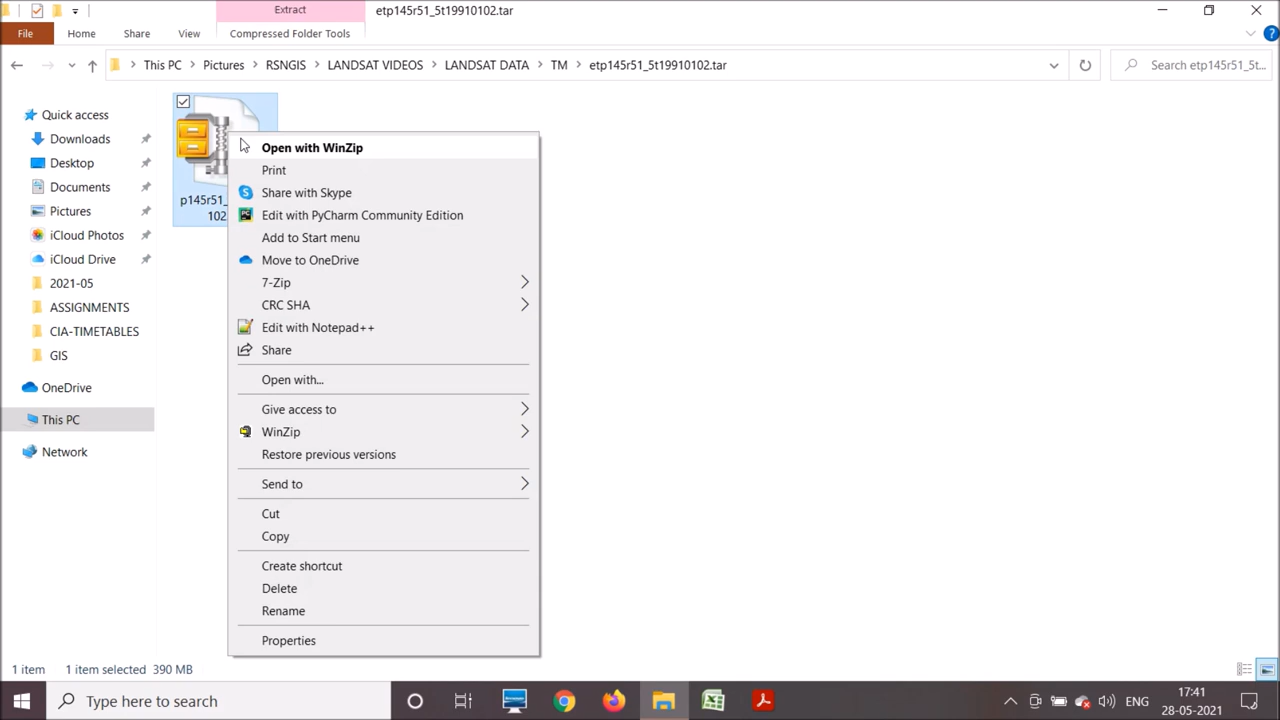 Extract
etp145r51_5t19910102.tar
File
Home
Share
View
Compressed Folder Tools
This PC
Pictures
RSNGIS
LANDSAT VIDEOS
LANDSAT DATA
TM
etp145r51_5t19910102.tar
Search etp145r51_5t...
Quick access
Downloads
Desktop
Documents
Pictures
iCloud Photos
iCloud Drive
2021-05
ASSIGNMENTS
CIA-TIMETABLES
GIS
OneDrive
This PC
Network
p145r51_
102
Open with WinZip
Print
Share with Skype
Edit with PyCharm Community Edition
Add to Start menu
Move to OneDrive
7-Zip
CRC SHA
Edit with Notepad++
Share
Open with...
Give access to
WinZip
Restore previous versions
Send to
Cut
Copy
Create shortcut
Delete
Rename
Properties
1 item 1 item selected 390 MB
Type here to search
ENG
17:41
28-05-2021